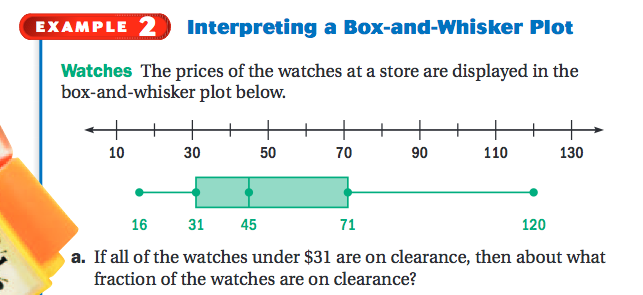 EXAMPLE 2 Interpreting a Box-and-Whisker Plot
Watches The prices of the watches at a store are displayed in the
box-and-whisker plot below.
10 30 50 70 90 110 130
16 31 45 71 120
a. If all of the watches under $31 are on clearance, then about what
fraction of the watches are on clearance?